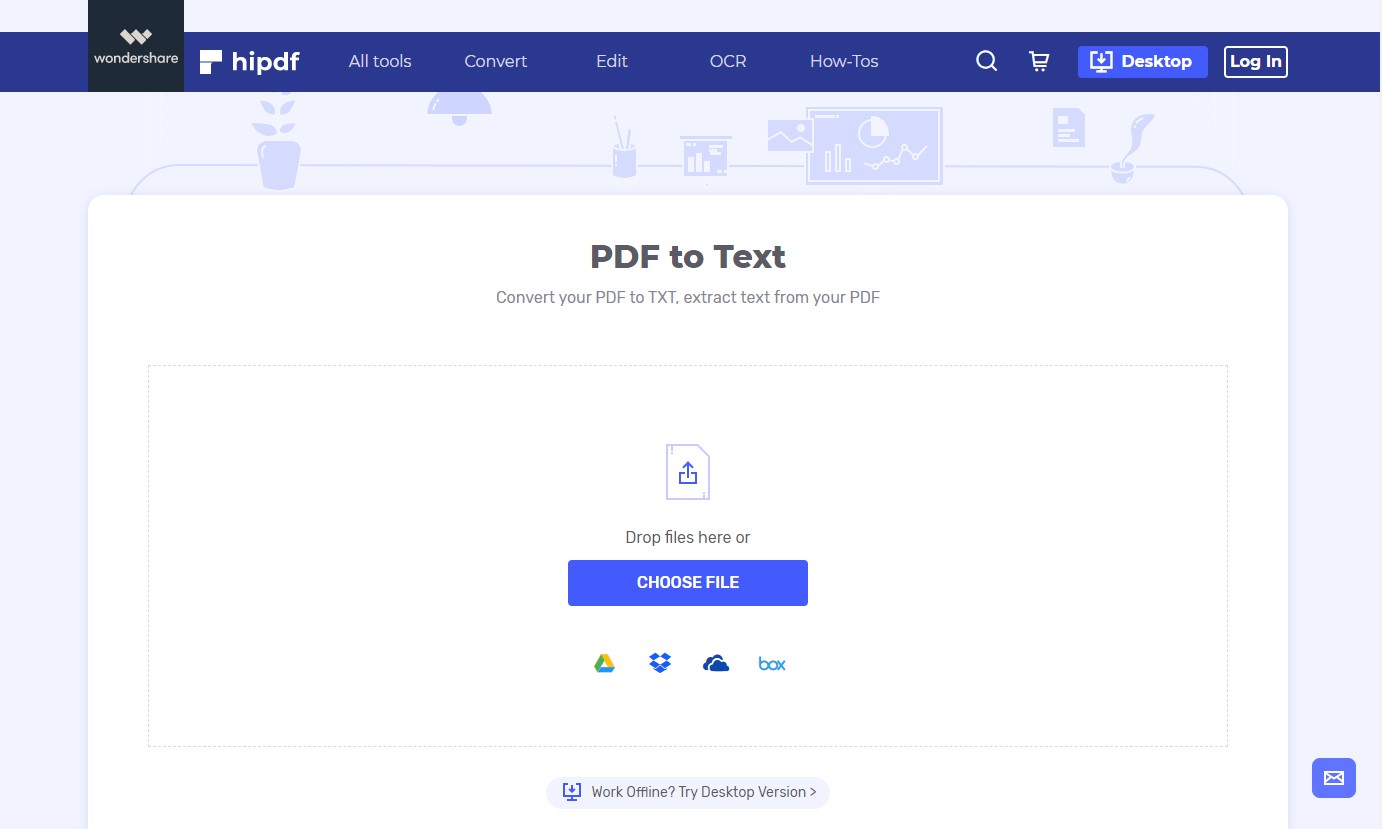 wondershare
hipdf
All tools
Convert
Edit
OCR
How-Tos
Desktop
Log In
PDF to Text
Convert your PDF to TXT, extract text from your PDF
Drop files here or
CHOOSE FILE
box
Work Offline? Try Desktop Version >